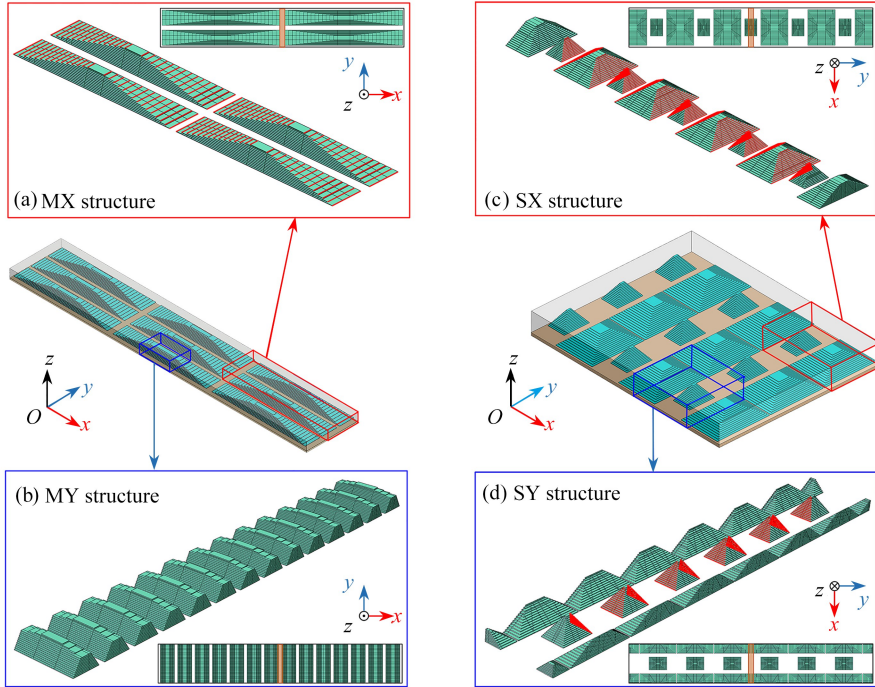 y
z x
(a) MX structure
z y
x
(c) SX structure
z
y
O
x
z
y
O
x
(b) MY structure
y
z x
(d) SY structure
z y
x